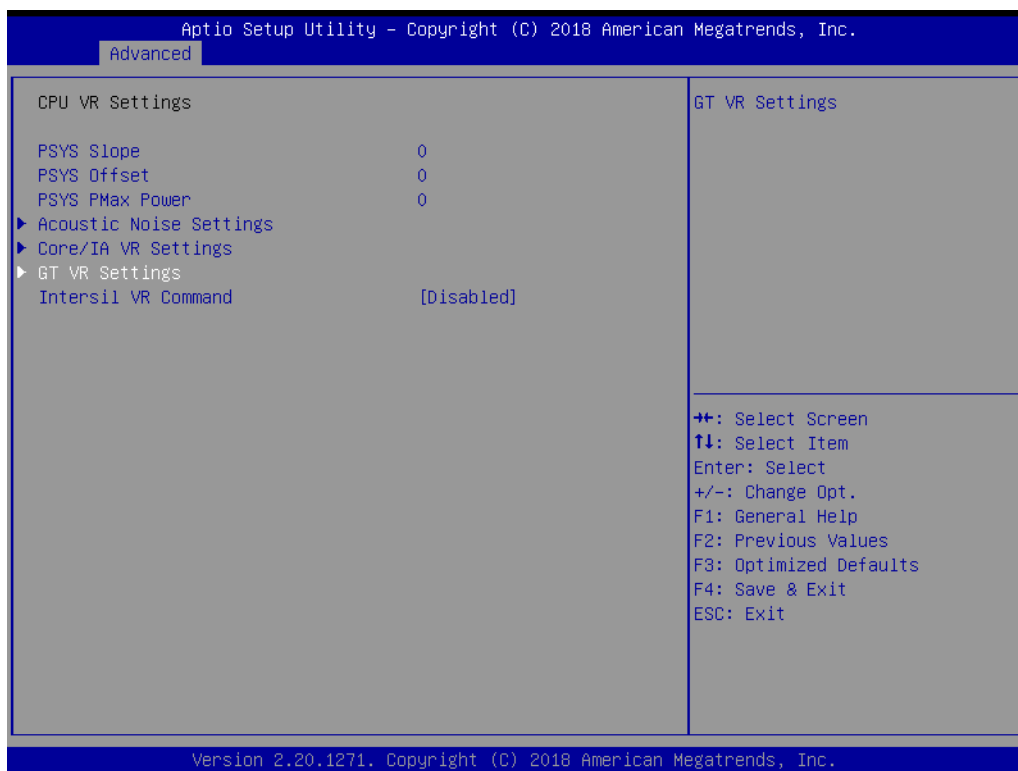 Aptio Setup Utility – Copyright (C) 2018 American Megatrends, Inc.
Advanced
CPU VR Settings
PSYS Slope 0
PSYS Offset 0
PSYS PMax Power 0
Acoustic Noise Settings
Core/IA VR Settings
GT VR Settings
Intersil VR Command [Disabled]
GT VR Settings
→←: Select Screen
↑↓: Select Item
Enter: Select
+/-: Change Opt.
F1: General Help
F2: Previous Values
F3: Optimized Defaults
F4: Save & Exit
ESC: Exit
Version 2.20.1271. Copyright (C) 2018 American Megatrends, Inc.